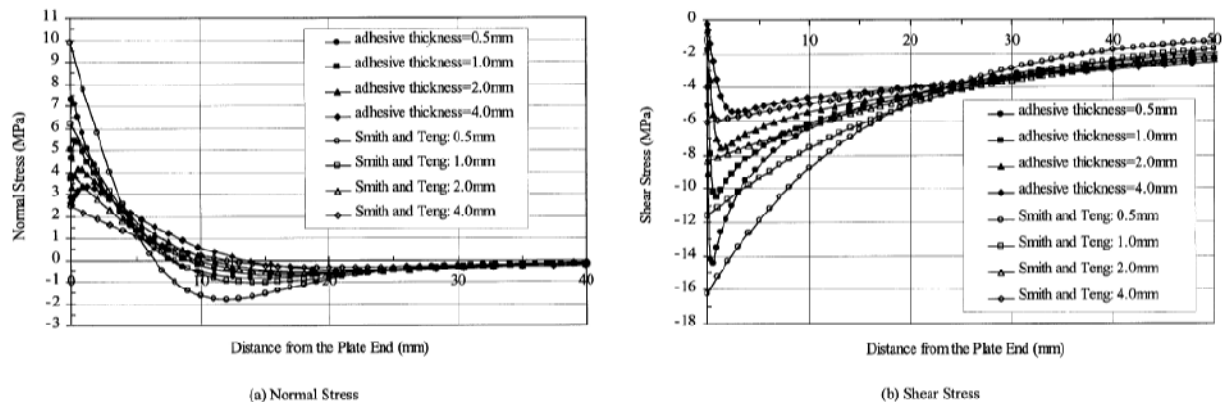 11
10
9
8
7
6
5
4
3
2
1
0
-1
-2
-3
0
10
20
30
40
Normal Stress (MPa)
Distance from the Plate End (mm)
adhesive thickness=0.5mm
adhesive thickness=1.0mm
adhesive thickness=2.0mm
adhesive thickness=4.0mm
Smith and Teng: 0.5mm
Smith and Teng: 1.0mm
Smith and Teng: 2.0mm
Smith and Teng: 4.0mm
(a) Normal Stress
-0
-2
-4
-6
-8
-10
-12
-14
-16
-18
0
10
20
30
40
50
Shear Stress (MPa)
Distance from the Plate End (mm)
adhesive thickness=0.5mm
adhesive thickness=1.0mm
adhesive thickness=2.0mm
adhesive thickness=4.0mm
Smith and Teng: 0.5mm
Smith and Teng: 1.0mm
Smith and Teng: 2.0mm
Smith and Teng: 4.0mm
(b) Shear Stress